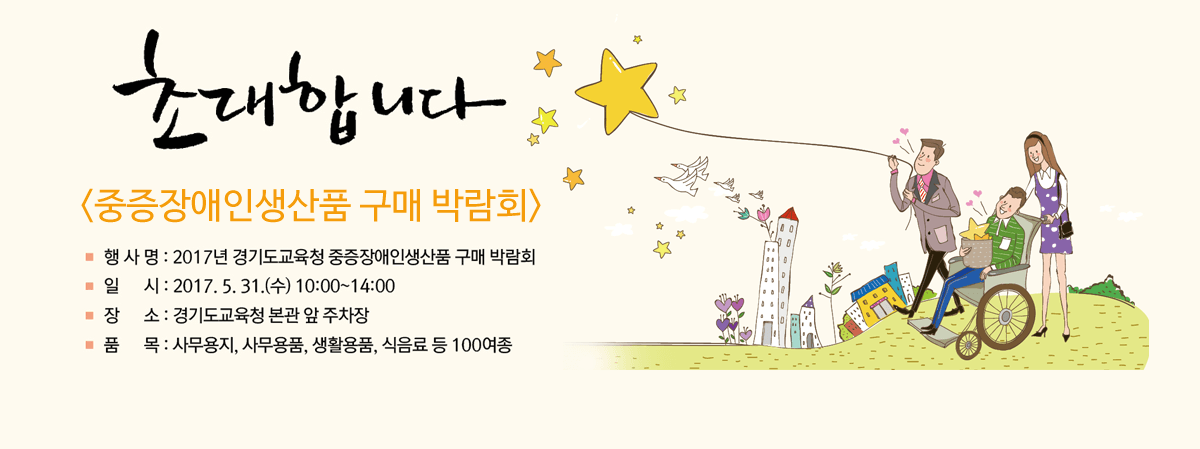 초대합니다
<중증장애인생산품 구매 박람회>
■ 행 사 명 : 2017년 경기도교육청 중증장애인생산품 구매 박람회
■ 일 시 : 2017. 5. 31.(수) 10:00~14:00
■ 장 소 : 경기도교육청 본관 앞 주차장
■ 품 목 : 사무용지, 사무용품, 생활용품, 식음료 등 100여종